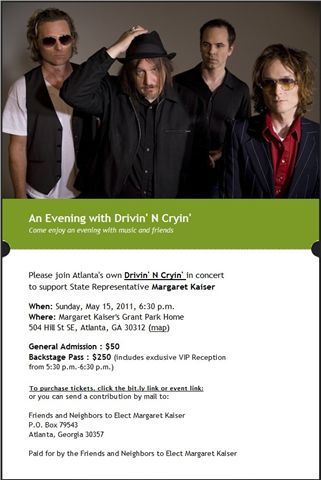 An Evening with Drivin' N Cryin'
Come enjoy an evening with music and friends
Please join Atlanta's own Drivin' N Cryin' in concert
to support State Representative Margaret Kaiser
When: Sunday, May 15, 2011, 6:30 p.m.
Where: Margaret Kaiser's Grant Park Home
504 Hill St SE, Atlanta, GA 30312 (map)
General Admission : $50
Backstage Pass : $250 (includes exclusive VIP Reception
from 5:30 p.m.-6:30 p.m.)
To purchase tickets, click the bit.ly link or event link:
or you can send a contribution by mail to:
Friends and Neighbors to Elect Margaret Kaiser
P.O. Box 79543
Atlanta, Georgia 30357
Paid for by the Friends and Neighbors to Elect Margaret Kaiser